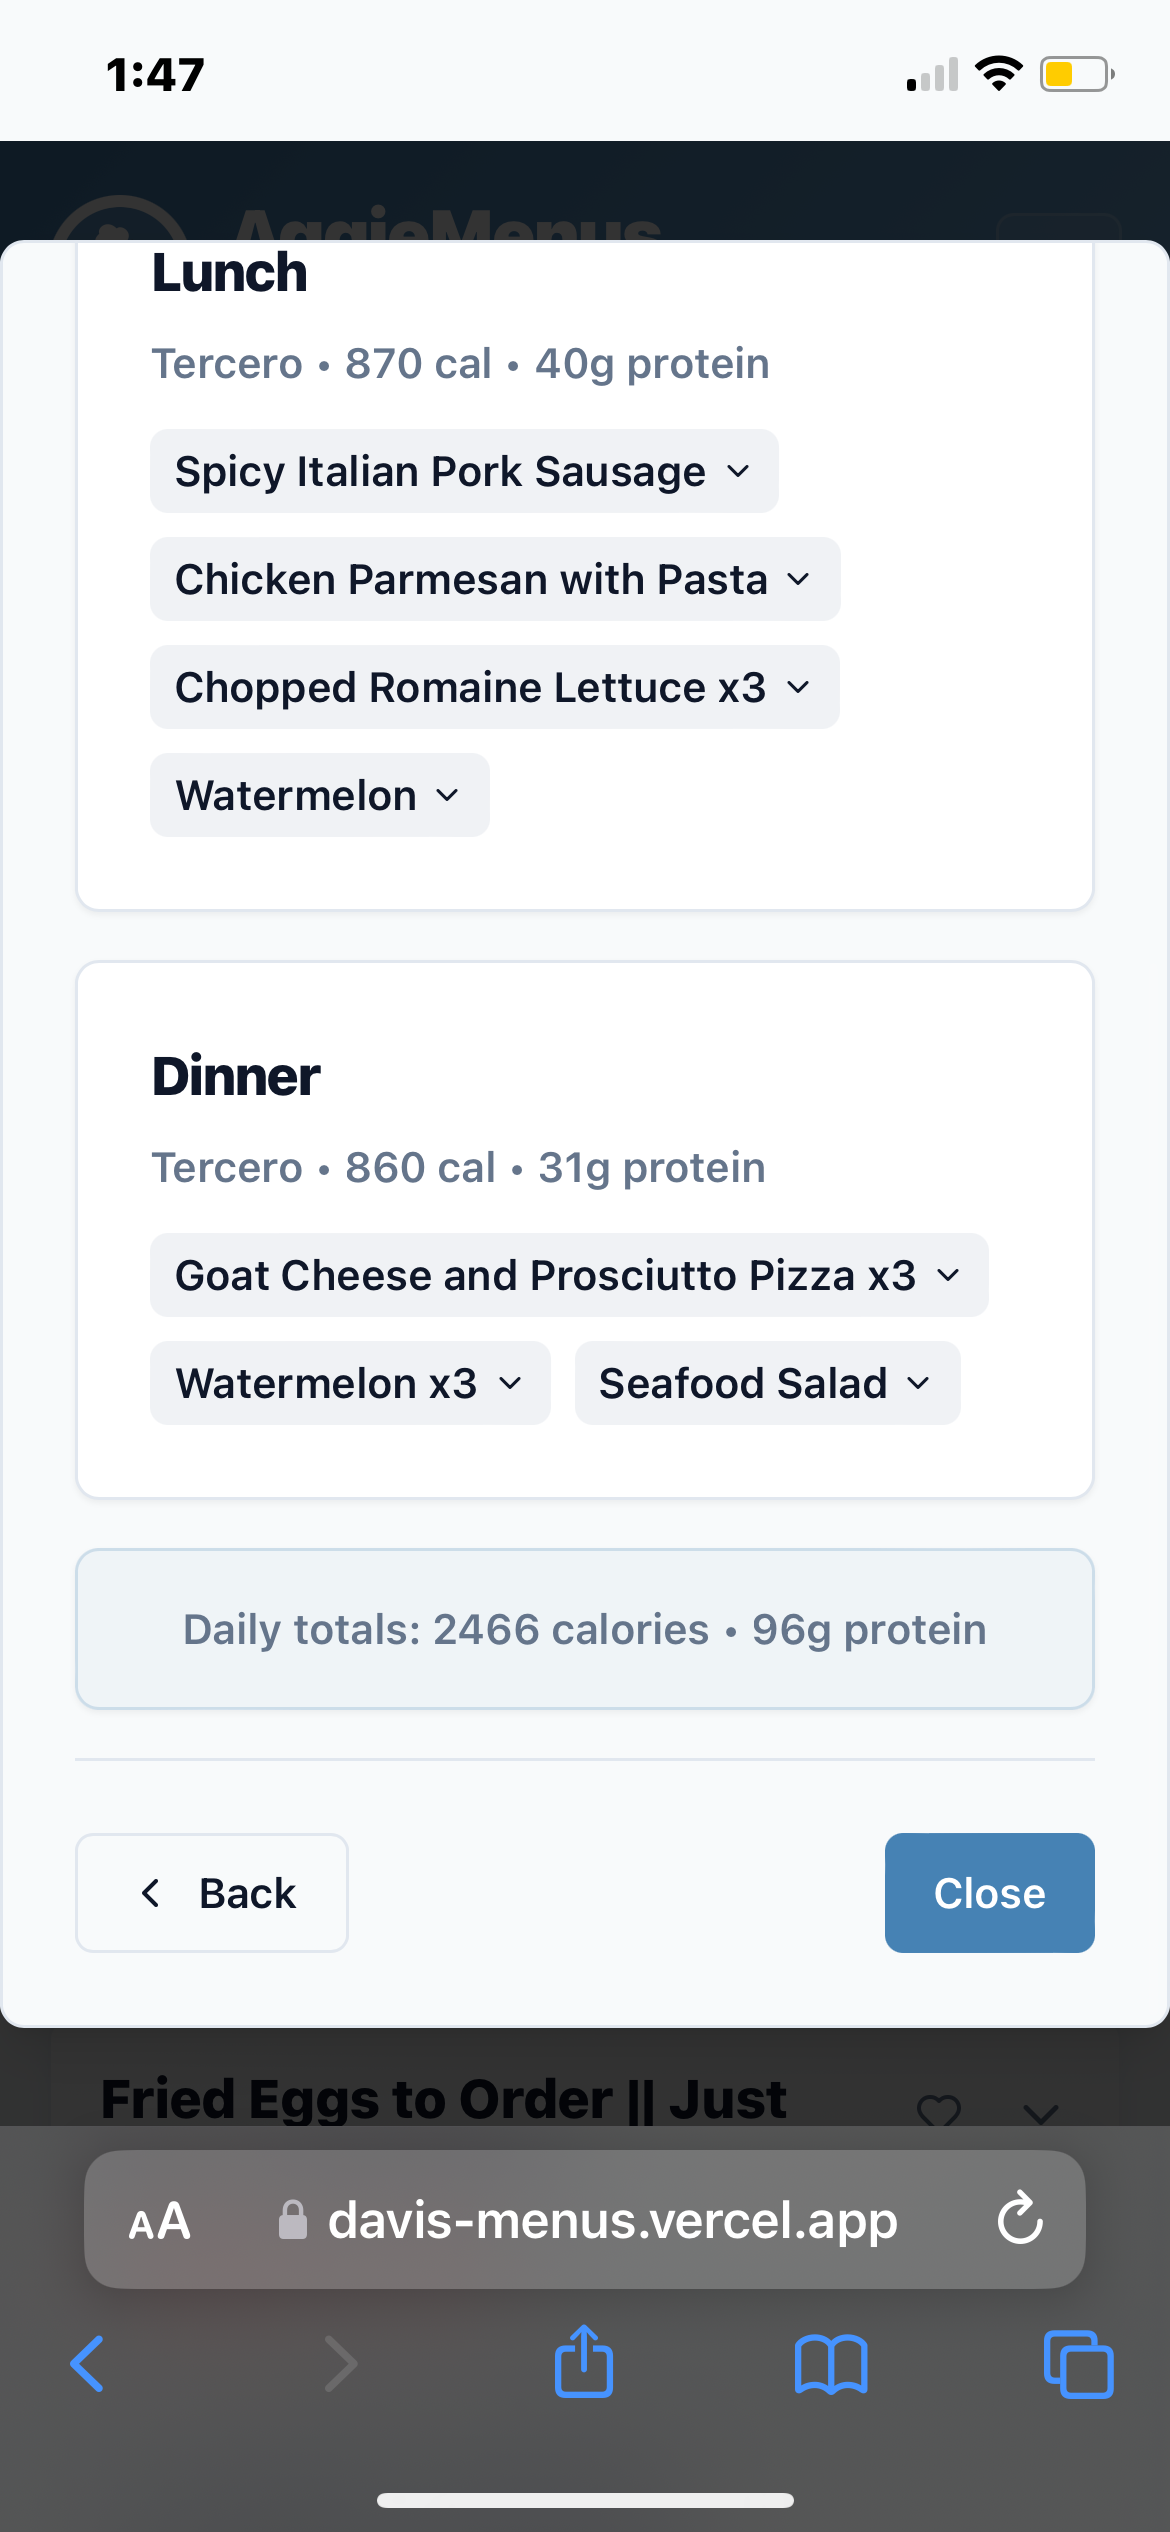 1:47
AggieMenus
Lunch
Tercero • 870 cal • 40g protein
Spicy Italian Pork Sausage
Chicken Parmesan with Pasta
Chopped Romaine Lettuce x3
Watermelon
Dinner
Tercero • 860 cal • 31g protein
Goat Cheese and Prosciutto Pizza x3
Watermelon x3 Seafood Salad
Daily totals: 2466 calories • 96g protein
Back Close
Fried Eggs to Order || Just
AA davis-menus.vercel.app